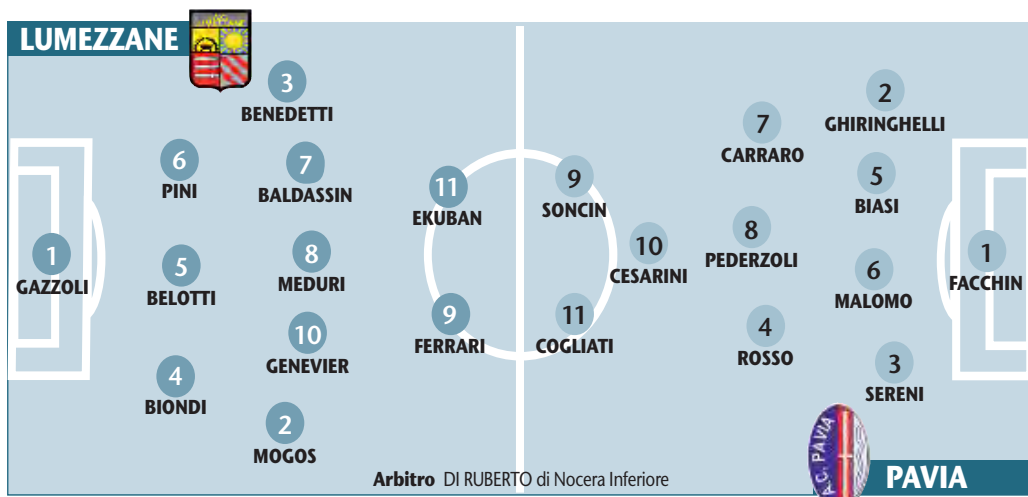 LUMEZZANE
3
BENEDETTI
6
PINI
7
BALDASSIN
11
EKUBAN
1
GAZZOLI
5
BELOTTI
8
MEDURI
10
GENEVIER
9
FERRARI
4
BIONDI
2
MOGOS
2
GHIRINGHELLI
7
CARRARO
9
SONCIN
5
BIASI
10
CESARINI
8
PEDERZOLI
6
MALOMO
1
FACCHIN
11
COGLIATI
4
ROSSO
3
SERENI
Arbitro DI RUBERTO di Nocera Inferiore
A.C. PAVIA
PAVIA